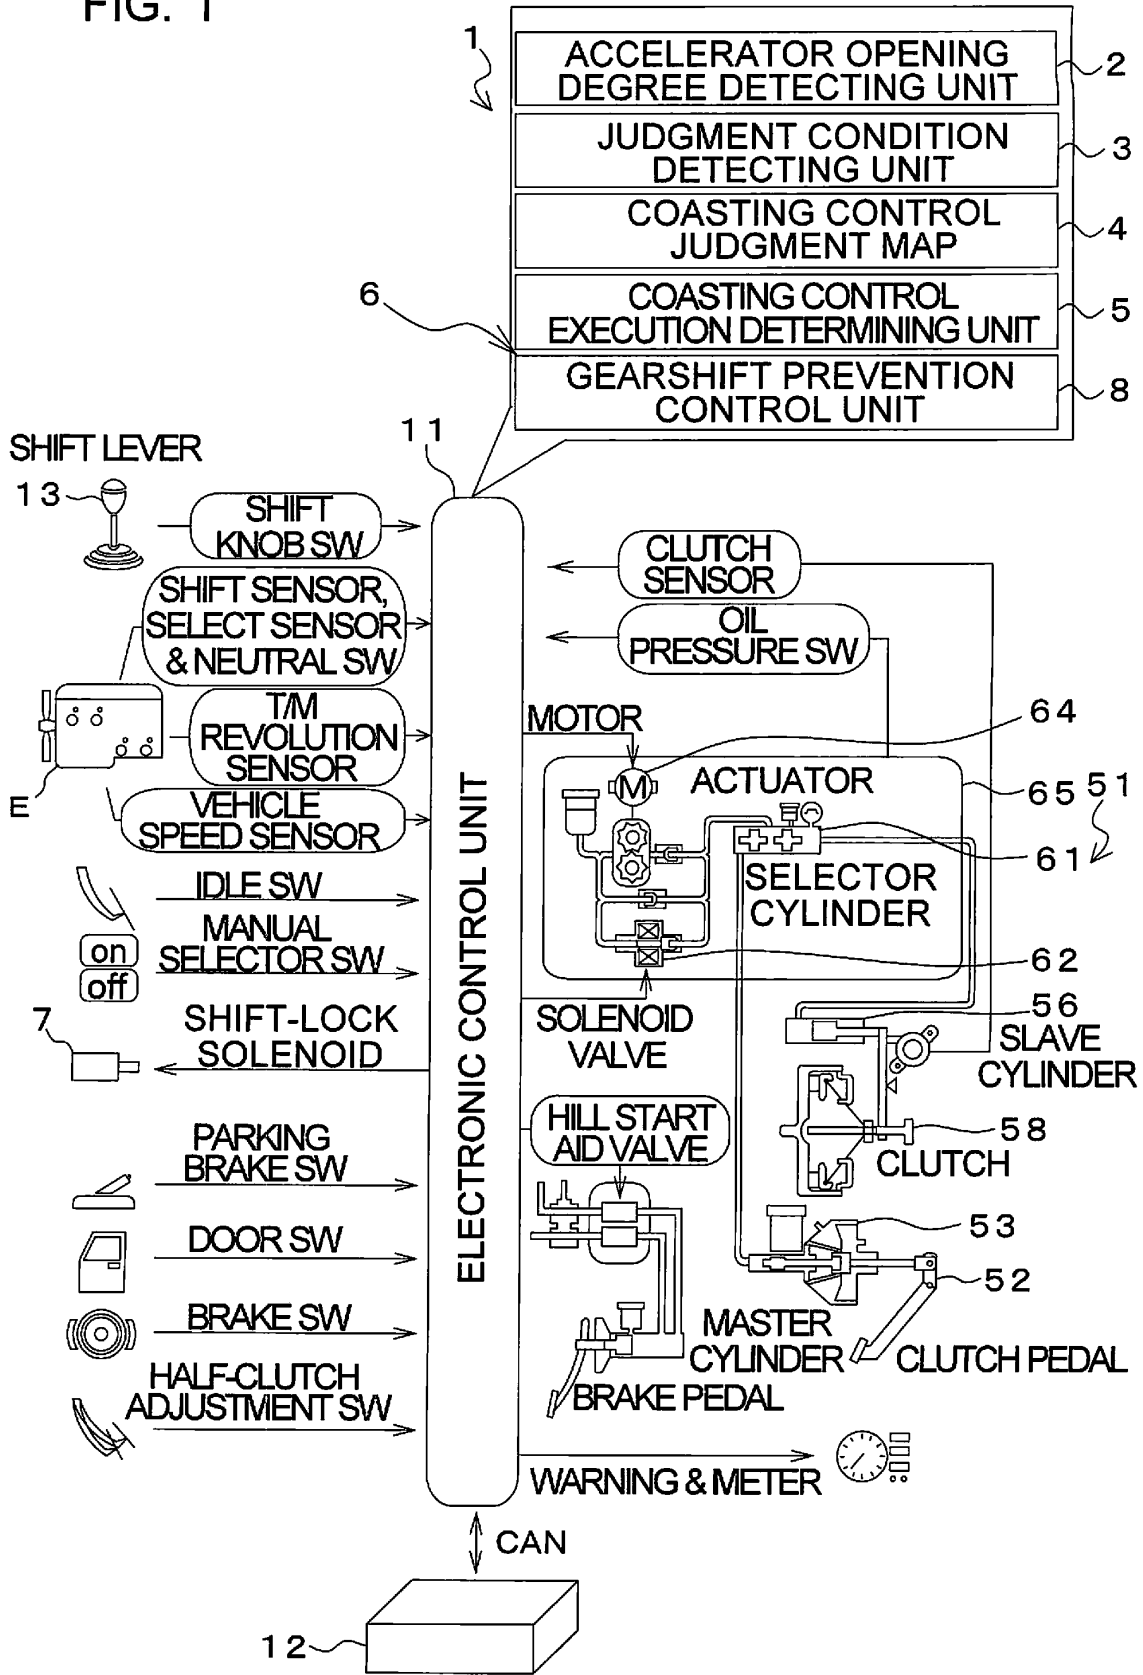 FIG. 1
1
ACCELERATOR OPENING
DEGREE DETECTING UNIT
2
JUDGMENT CONDITION
DETECTING UNIT
3
COASTING CONTROL
JUDGMENT MAP
4
6
COASTING CONTROL
EXECUTION DETERMINING UNIT
5
GEARSHIFT PREVENTION
CONTROL UNIT
8
11
SHIFT LEVER
13
SHIFT
KNOB SW
SHIFT SENSOR,
SELECT SENSOR
& NEUTRAL SW
T/M
REVOLUTION
SENSOR
E
VEHICLE
SPEED SENSOR
IDLE SW
on
off
MANUAL
SELECTOR SW
7
SHIFT-LOCK
SOLENOID
PARKING
BRAKE SW
DOOR SW
BRAKE SW
HALF-CLUTCH
ADJUSTMENT SW
ELECTRONIC CONTROL UNIT
CLUTCH
SENSOR
OIL
PRESSURE SW
MOTOR
64
M
ACTUATOR
65
51
61
SELECTOR
CYLINDER
62
SOLENOID
VALVE
56
SLAVE
CYLINDER
HILL START
AID VALVE
58
CLUTCH
53
52
MASTER
CYLINDER
CLUTCH PEDAL
BRAKE PEDAL
WARNING & METER
CAN
12